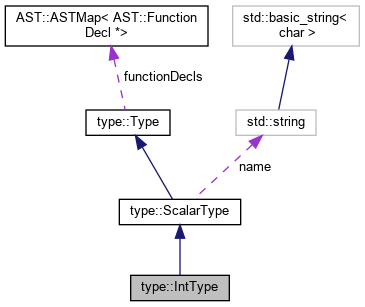 AST::ASTMap< AST::Function
Decl *>
std::basic_string<
char >
functionDecls
type::Type
std::string
name
type::ScalarType
type::IntType